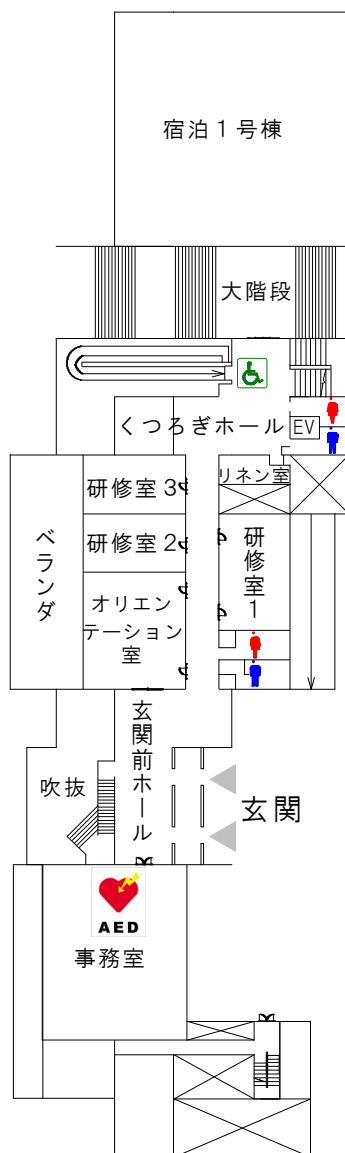 宿泊１号棟
大階段
くつろぎホール
EV
リネン室
研修室３
研修室２
オリエン
テーション
室
ベランダ
研修室１
玄関前ホール
吹抜
玄関
AED
事務室